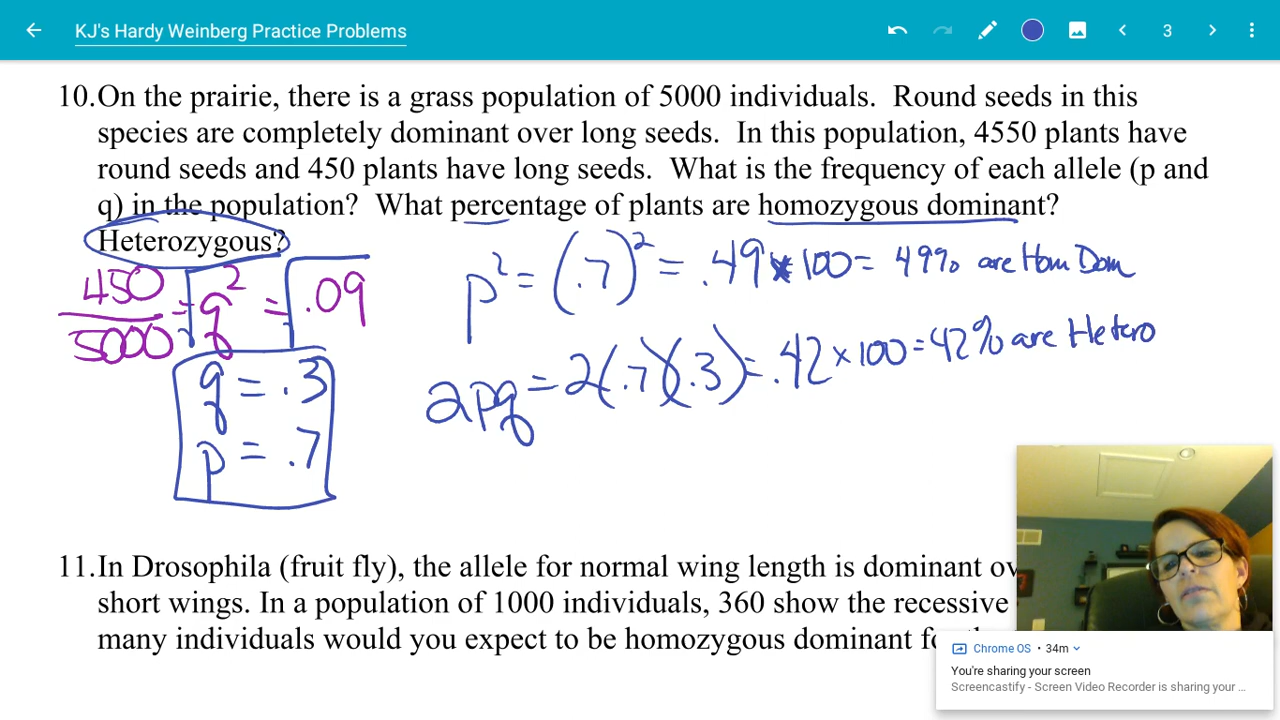 KJ's Hardy Weinberg Practice Problems
3
10.On the prairie, there is a grass population of 5000 individuals. Round seeds in this
species are completely dominant over long seeds. In this population, 4550 plants have
round seeds and 450 plants have long seeds. What is the frequency of each allele (p and
q) in the population? What percentage of plants are homozygous dominant?
Heterozygous?
450/5000 = q² = .09
p² = (.7)² = .49 * 100 = 49% are Hom Dom
q = .3
p = .7
2pq = 2(.7)(.3) = .42 x 100 = 42% are Hetero
11.In Drosophila (fruit fly), the allele for normal wing length is dominant ov
short wings. In a population of 1000 individuals, 360 show the recessive
many individuals would you expect to be homozygous dominant fo
Chrome OS • 34m
You're sharing your screen
Screencastify - Screen Video Recorder is sharing your ...